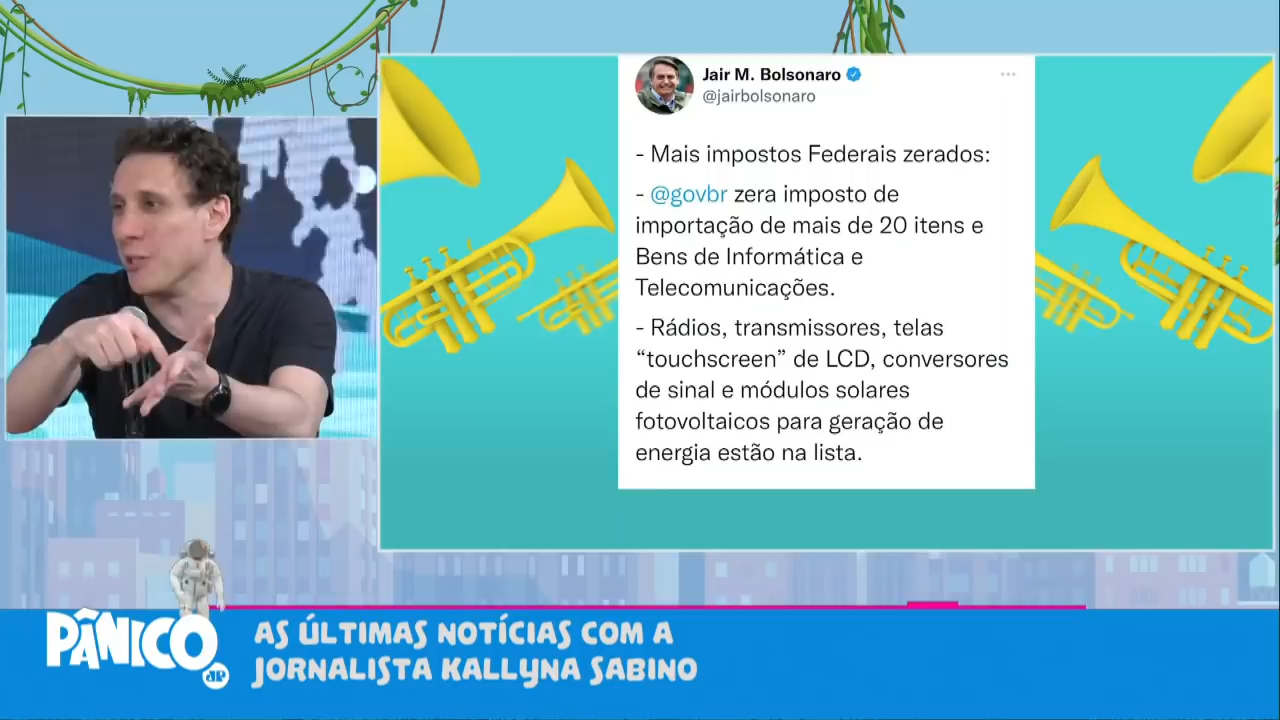 Jair M. Bolsonaro
@jairbolsonaro
- Mais impostos Federais zerados:
- @govbr zera imposto de
importação de mais de 20 itens e
Bens de Informática e
Telecomunicações.
- Rádios, transmissores, telas
“touchscreen” de LCD, conversores
de sinal e módulos solares
fotovoltaicos para geração de
energia estão na lista.
PÂNICO
JP
AS ÚLTIMAS NOTÍCIAS COM A
JORNALISTA KALLYNA SABINO